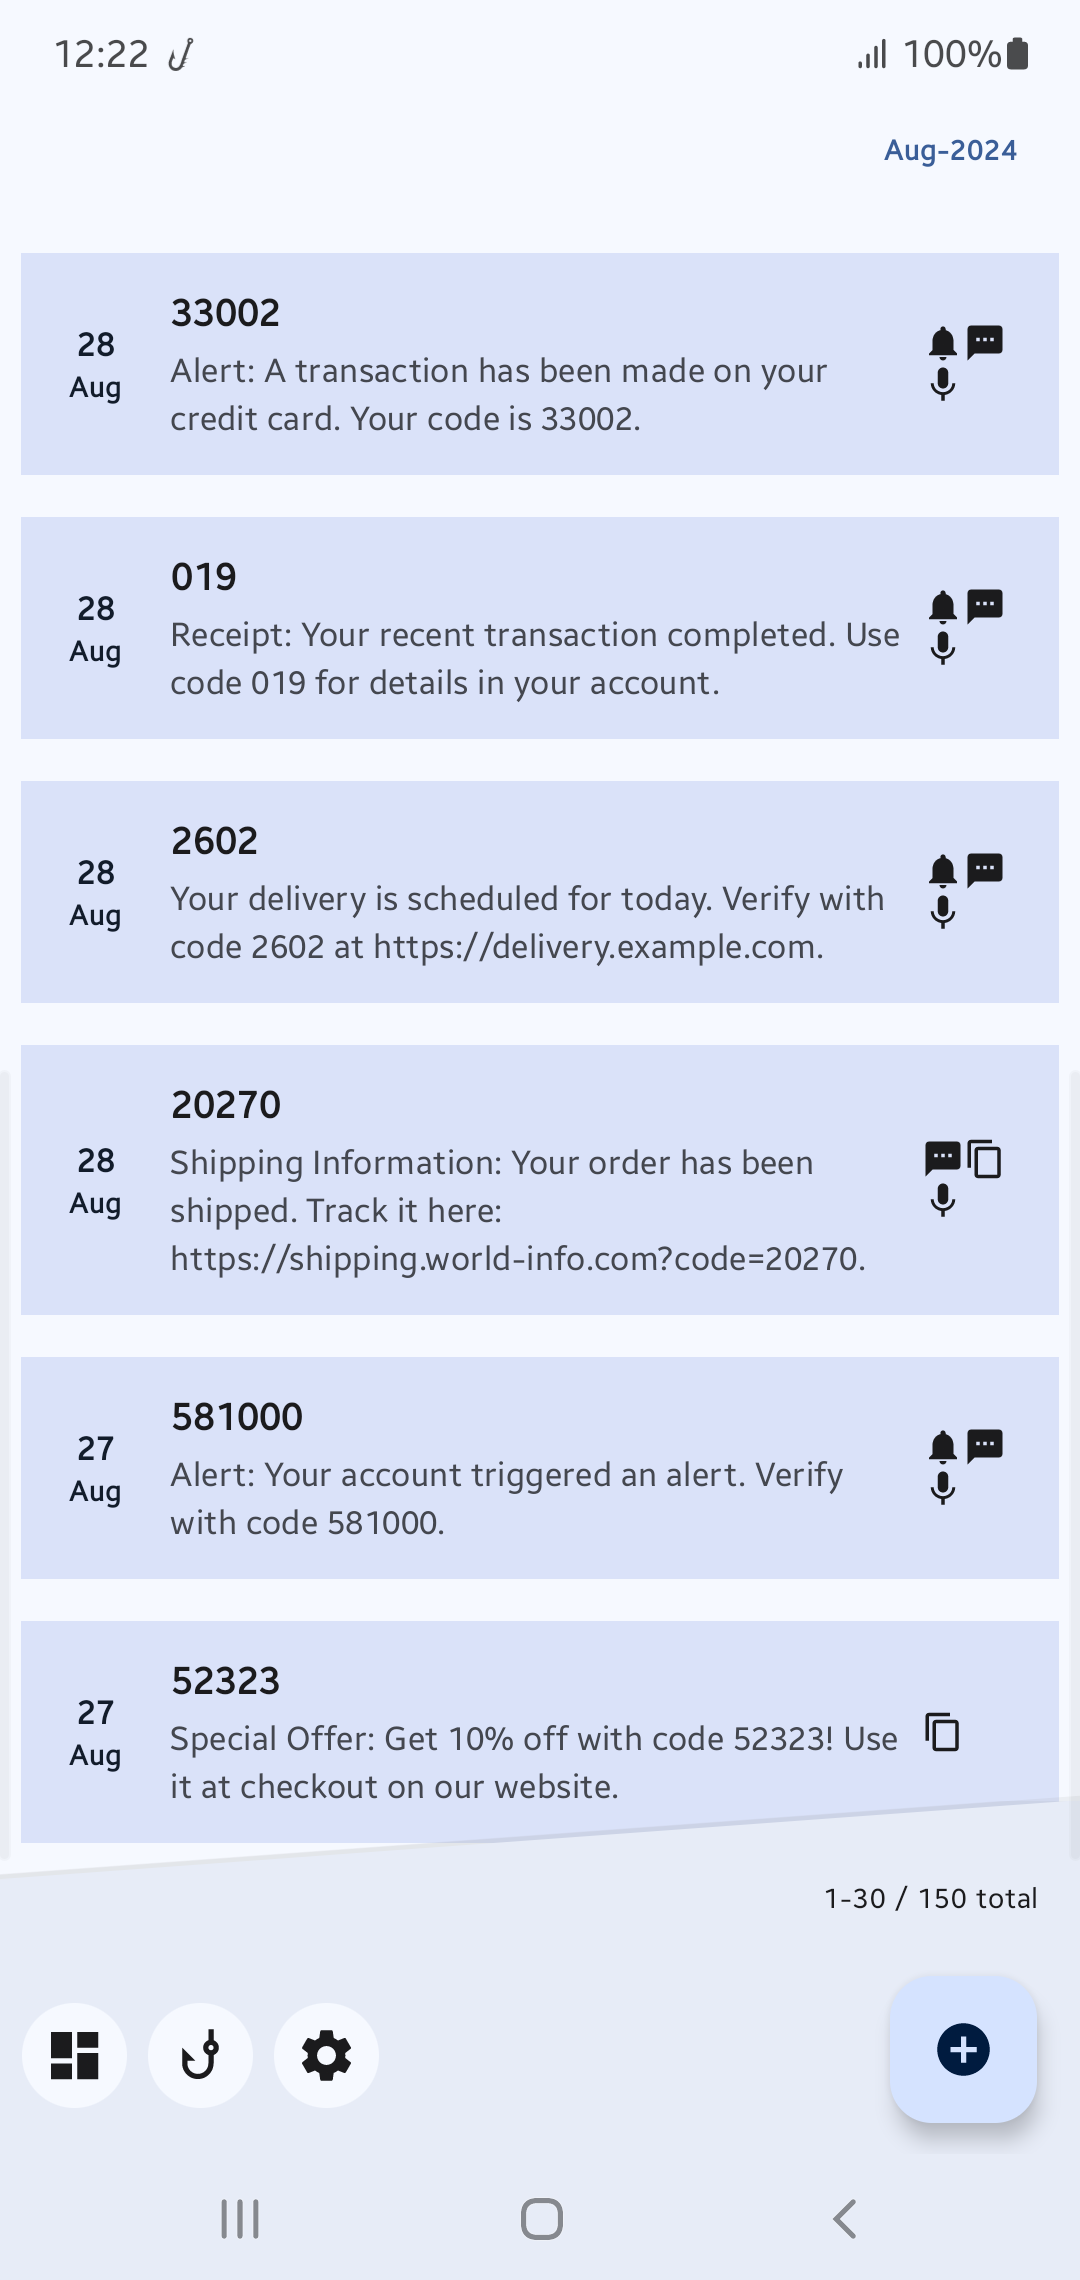 12:22
100%
Aug-2024
33002
28
Aug
Alert: A transaction has been made on your
credit card. Your code is 33002.
019
28
Aug
Receipt: Your recent transaction completed. Use
code 019 for details in your account.
2602
28
Aug
Your delivery is scheduled for today. Verify with
code 2602 at https://delivery.example.com.
20270
28
Aug
Shipping Information: Your order has been
shipped. Track it here:
https://shipping.world-info.com?code=20270.
581000
27
Aug
Alert: Your account triggered an alert. Verify
with code 581000.
52323
27
Aug
Special Offer: Get 10% off with code 52323! Use
it at checkout on our website.
1-30 / 150 total